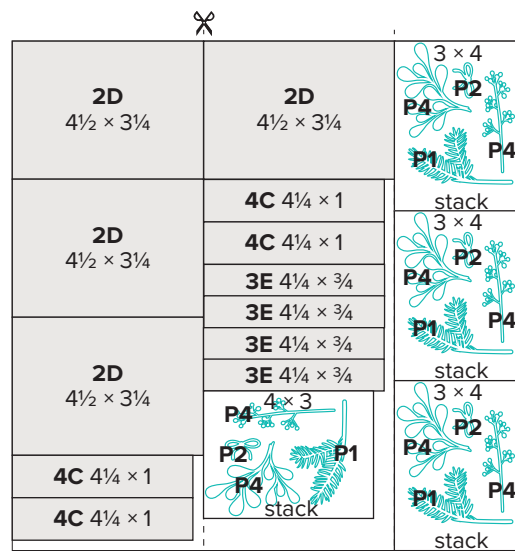 2D
4½ × 3¼
2D
4½ × 3¼
2D
4½ × 3¼
4C 4¼ × 1
4C 4¼ × 1
2D
4½ × 3¼
4C 4¼ × 1
4C 4¼ × 1
3E 4¼ × ¾
3E 4¼ × ¾
3E 4¼ × ¾
3E 4¼ × ¾
4 × 3
P4
P2
P1
P4
stack
3 × 4
P2
P4
P4
P1
stack
3 × 4
P2
P4
P4
P1
stack
3 × 4
P2
P4
P4
P1
stack